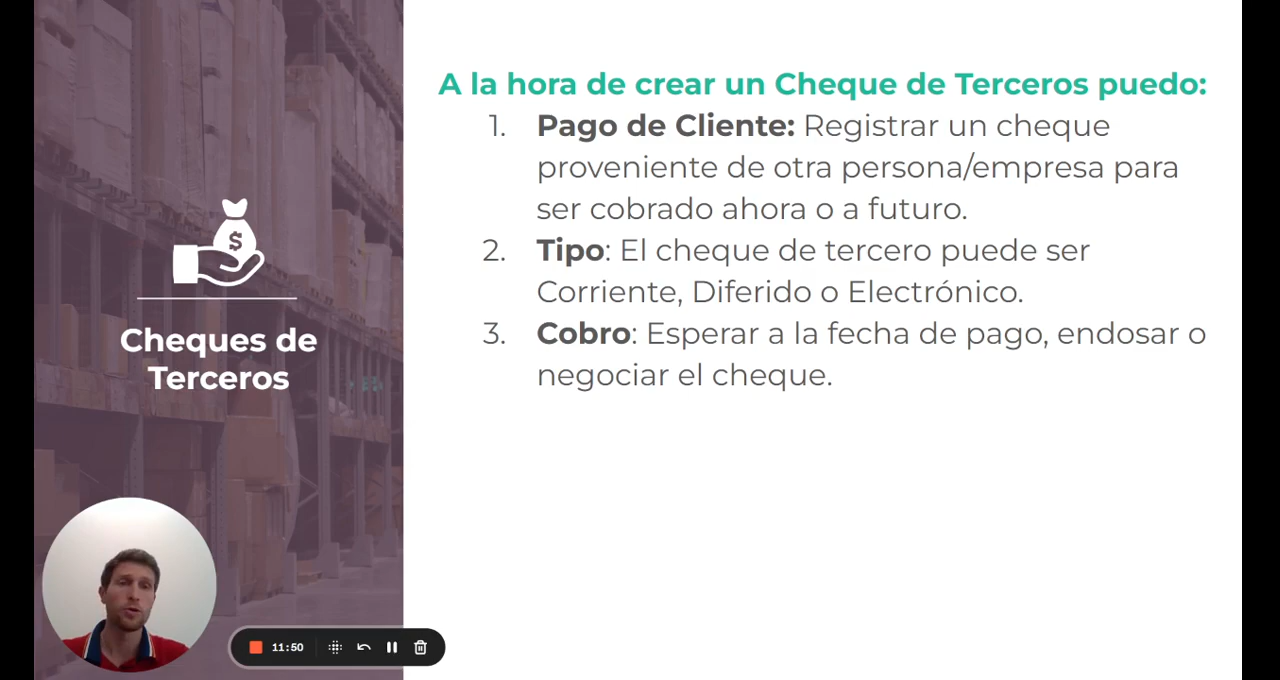 Cheques de
Terceros
A la hora de crear un Cheque de Terceros puedo:
1. Pago de Cliente: Registrar un cheque
proveniente de otra persona/empresa para
ser cobrado ahora o a futuro.
2. Tipo: El cheque de tercero puede ser
Corriente, Diferido o Electrónico.
3. Cobro: Esperar a la fecha de pago, endosar o
negociar el cheque.
$
11:50